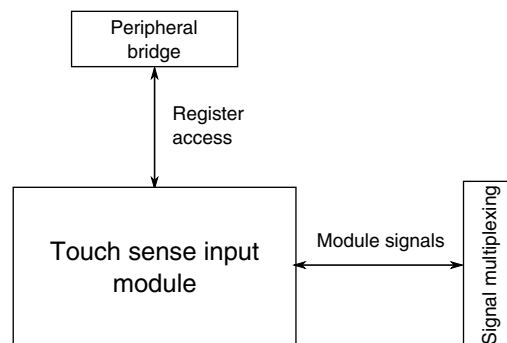 Peripheral
bridge
Register
access
Touch sense input
module
Module signals
Signal multiplexing